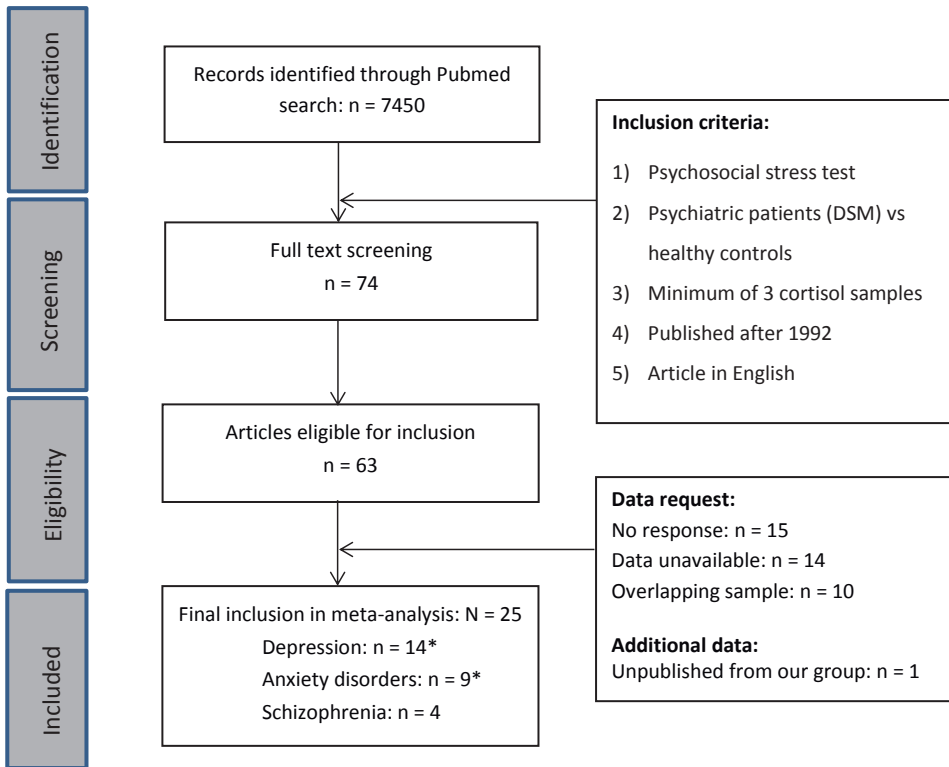 Identification
Records identified through Pubmed
search: n = 7450
Inclusion criteria:
1) Psychosocial stress test
2) Psychiatric patients (DSM) vs
healthy controls
3) Minimum of 3 cortisol samples
4) Published after 1992
5) Article in English
Screening
Full text screening
n = 74
Eligibility
Articles eligible for inclusion
n = 63
Data request:
No response: n = 15
Data unavailable: n = 14
Overlapping sample: n = 10
Additional data:
Unpublished from our group: n = 1
Included
Final inclusion in meta-analysis: N = 25
Depression: n = 14*
Anxiety disorders: n = 9*
Schizophrenia: n = 4